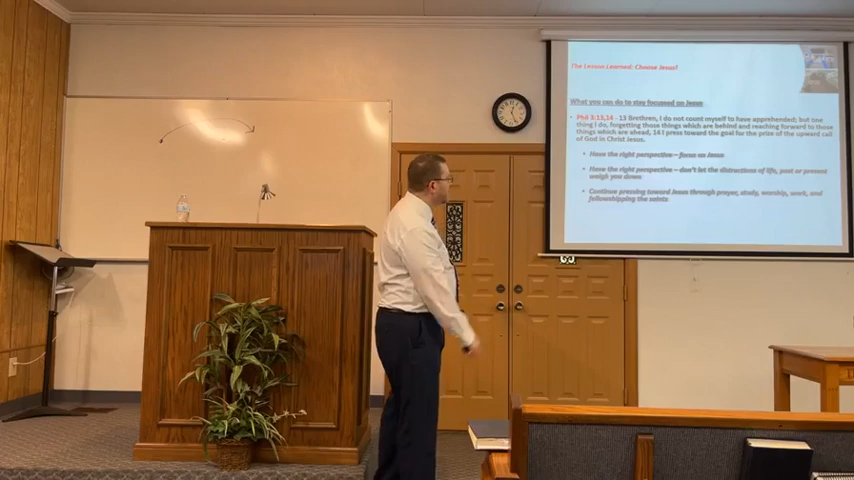 The Lesson Learned: Choose Jesus!
What you can do to stay focused on Jesus
• Phil 3:13,14 - 13 Brethren, I do not count myself to have apprehended; but one
thing I do, forgetting those things which are behind and reaching forward to those
things which are ahead, 14 I press toward the goal for the prize of the upward call
of God in Christ Jesus.
• Have the right perspective – focus on Jesus
• Have the right perspective – don't let the distractions of life, past or present
weigh you down
• Continue pressing toward Jesus through prayer, study, worship, work, and
fellowshipping the saints